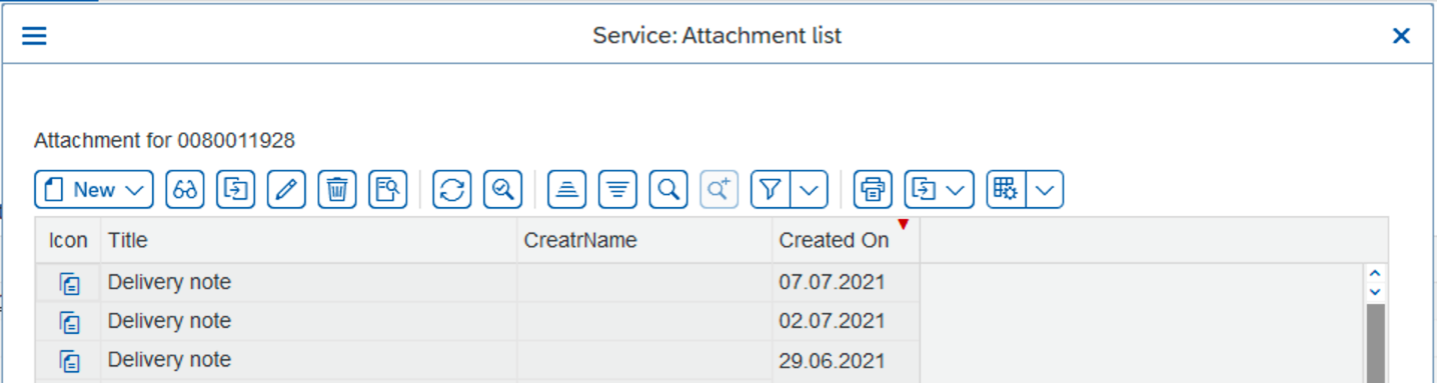 Service: Attachment list
Attachment for 0080011928
New
Icon Title CreatrName Created On
Delivery note 07.07.2021
Delivery note 02.07.2021
Delivery note 29.06.2021